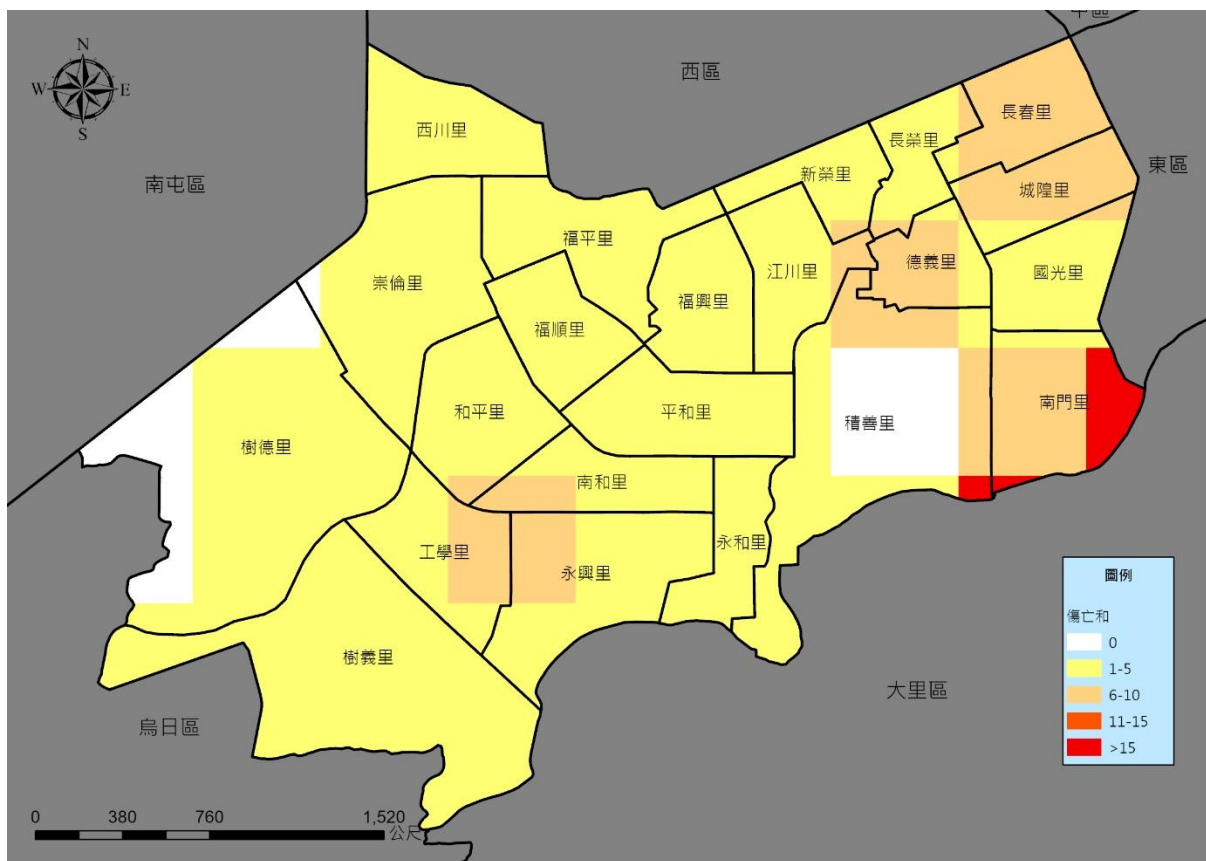 中區
西區
N
W E
S
西川里
長榮里
長春里
新榮里
東區
南屯區
城隍里
福平里
崇倫里
江川里
德義里
國光里
福興里
福順里
和平里
平和里
積善里
南門里
樹德里
南和里
工學里
永興里
永和里
樹義里
大里區
烏日區
圖例
傷亡和
0
1-5
6-10
11-15
>15
0 380 760 1,520
公尺